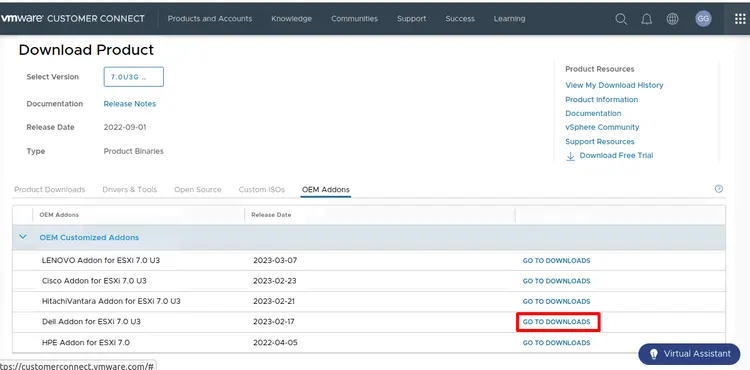 vmware CUSTOMER CONNECT Products and Accounts Knowledge Communities Support Success Learning GG
Download Product
Select Version 7.0U3G ..
Documentation Release Notes
Release Date 2022-09-01
Type Product Binaries
Product Resources
View My Download History
Product Information
Documentation
vSphere Community
Support Resources
Download Free Trial
Product Downloads Drivers & Tools Open Source Custom ISOs OEM Addons
OEM Addons Release Date
OEM Customized Addons
LENOVO Addon for ESXi 7.0 U3 2023-03-07 GO TO DOWNLOADS
Cisco Addon for ESXi 7.0 U3 2023-02-23 GO TO DOWNLOADS
HitachiVantara Addon for ESXi 7.0 U3 2023-02-21 GO TO DOWNLOADS
Dell Addon for ESXi 7.0 U3 2023-02-17 GO TO DOWNLOADS
HPE Addon for ESXi 7.0 2022-04-05 GO TO DOWNLOADS
Virtual Assistant
tps://customerconnect.vmware.com/#